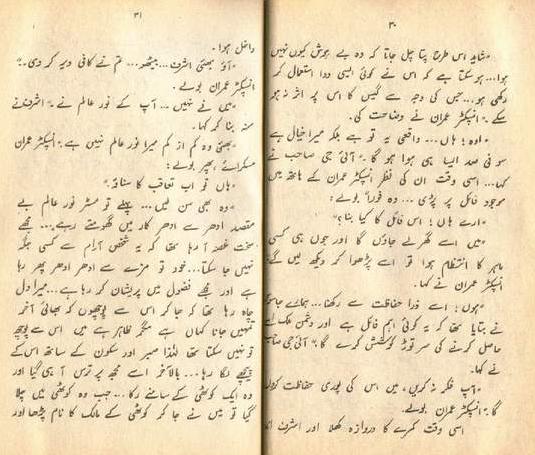 ۳۰
"شاید اس طرح پتا چل جاتا کہ وہ بے ہوش کیوں نہیں
ہوا... ہو سکتا ہے کہ اس نے کوئی ایسی دوا استعمال کر
رکھی ہو... جس کی وجہ سے گیس کا اس پر اثر نہ ہو
سکے۔" انسپکٹر عمران نے وضاحت کی۔
"اوہ! ہاں... واقعی یہ تو ہے بلکہ میرا خیال ہے
سو فی صد ایسا ہی ہوا ہو گا۔" آئی جی صاحب نے
کہا... اسی وقت ان کی نظر انسپکٹر عمران کے ہاتھ میں
موجود فائل پر پڑی... وہ فوراً بولے:
"ارے ہاں! اس فائل کا کیا بنا؟"
"میں اسے گھر لے جاؤں گا اور جوں ہی کسی
ماہر کا انتظام ہوا تو اسے پڑھوا کر دیکھ لیں گے۔"
انسپکٹر عمران نے کہا۔
"ہوں! اسے ذرا حفاظت سے رکھنا... ہمارے
نے بتایا تھا کہ یہ کوئی اہم فائل ہے اور دشمن ملک اسے
حاصل کرنے کی سر توڑ کوشش کرے گا۔" آئی جی صاحب
نے کہا۔
"آپ فکر نہ کریں، میں اس کی پوری حفاظت کروں
گا۔" انسپکٹر عمران بولے۔
اسی وقت کمرے کا دروازہ کھلا اور اشرف
۳۱
داخل ہوا۔
"آؤ بھئی اشرف... بیٹھو... تم نے کافی دیر کر دی۔"
انسپکٹر عمران بولے۔
"میں نے نہیں... آپ کے نور عالم نے۔" اشرف نے
منہ بنا کر کہا۔
"بھئی وہ کم از کم میرا نور عالم نہیں ہے۔" انسپکٹر عمران
مسکرائے، پھر بولے:
"ہاں تو اب تعاقب کا سناؤ۔"
"وہ بھی سن لیں... پہلے تو مسٹر نور عالم بے
مقصد ادھر سے ادھر کار میں گھومتے رہے... مجھے
سخت غصہ آ رہا تھا کہ یہ شخص آرام سے کسی جگہ
نہیں جا سکتا... خود تو مزے سے ادھر ادھر پھر رہا
ہے اور مجھے فضول میں پریشان کر رہا ہے... میرا دل
چاہ رہا تھا کہ جا کر اس سے پوچھوں کہ بھائی آخر
تمہیں جانا کہاں ہے مگر ظاہر ہے میں اس سے پوچھ
تو نہیں سکتا تھا لہٰذا صبر اور سکون کے ساتھ اس کے
پیچھے لگا رہا... بالآخر اسے مجھ پر ترس آ ہی گیا اور
وہ ایک کوٹھی کے سامنے رکا... جب وہ کوٹھی میں چلا
گیا تو میں نے جا کر کوٹھی کے مالک کا نام پڑھا اور